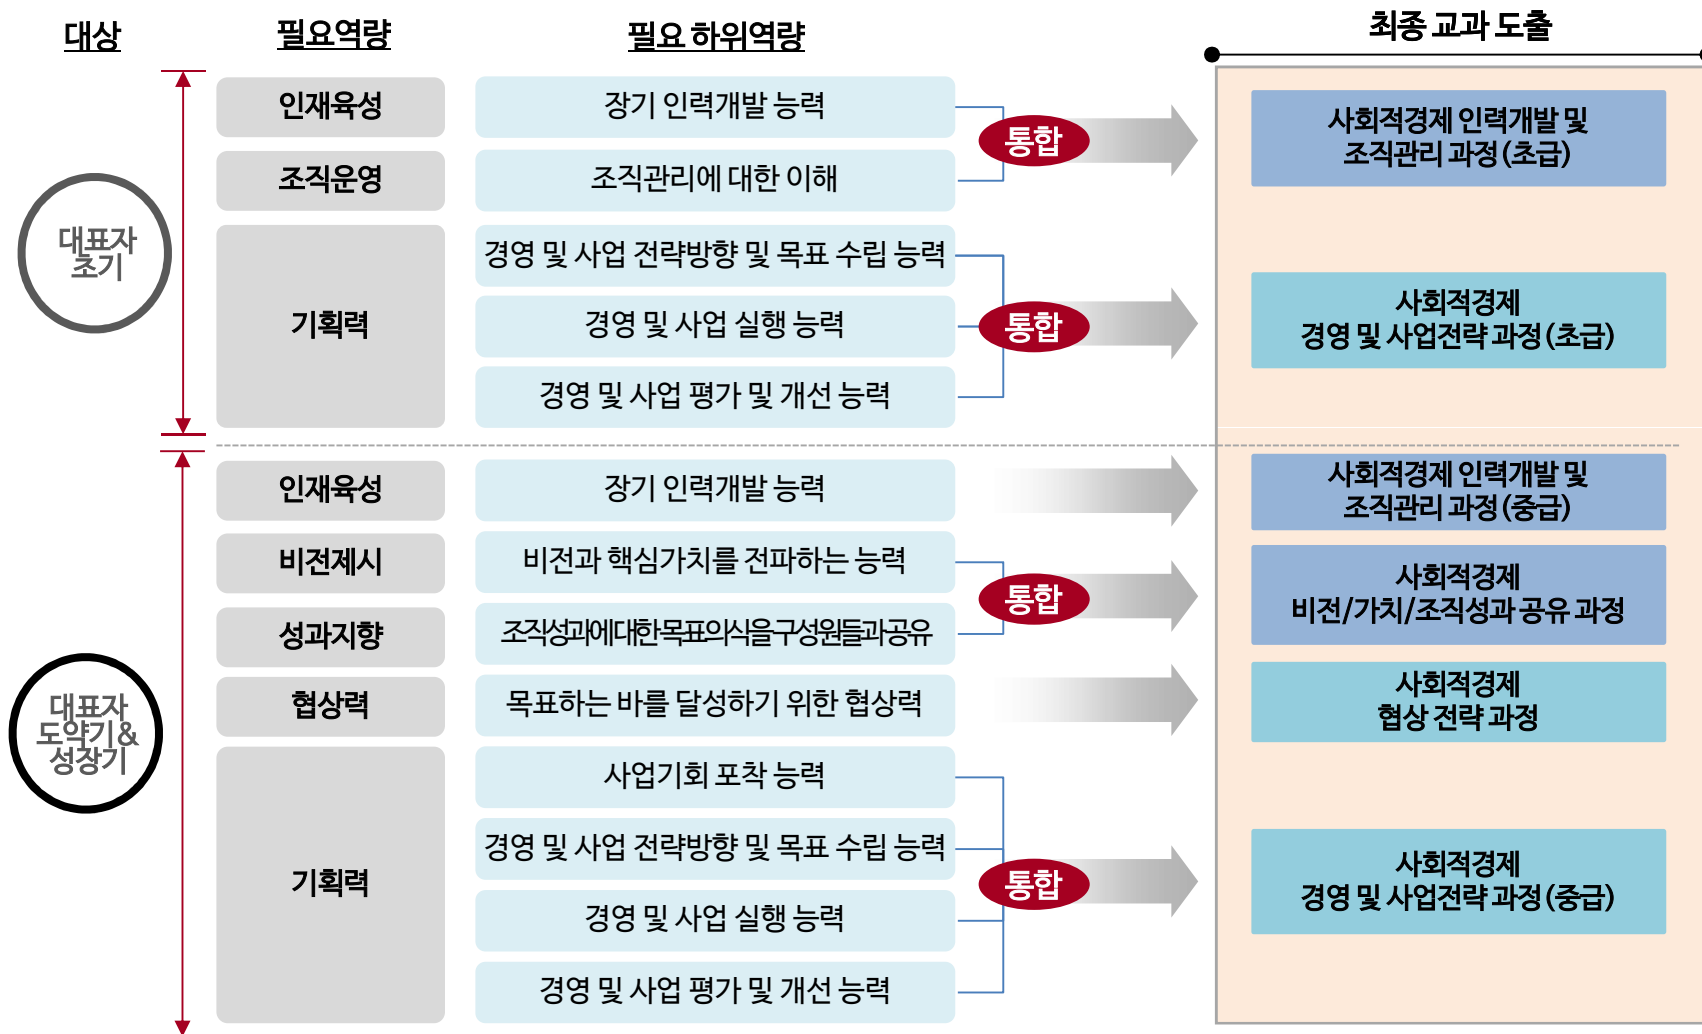 대상
필요역량
필요 하위역량
최종 교과 도출
대표자
초기
인재육성
장기 인력개발 능력
조직운영
조직관리에 대한 이해
통합
사회적경제 인력개발 및
조직관리 과정(초급)
기획력
경영 및 사업 전략방향 및 목표 수립 능력
경영 및 사업 실행 능력
경영 및 사업 평가 및 개선 능력
통합
사회적경제
경영 및 사업전략 과정(초급)
대표자
도약기&
성장기
인재육성
장기 인력개발 능력
사회적경제 인력개발 및
조직관리 과정(중급)
비전제시
비전과 핵심가치를 전파하는 능력
성과지향
조직성과에대한목표의식을구성원들과공유
통합
사회적경제
비전/가치/조직성과 공유 과정
협상력
목표하는 바를 달성하기 위한 협상력
사회적경제
협상 전략 과정
기획력
사업기회 포착 능력
경영 및 사업 전략방향 및 목표 수립 능력
경영 및 사업 실행 능력
경영 및 사업 평가 및 개선 능력
통합
사회적경제
경영 및 사업전략 과정(중급)